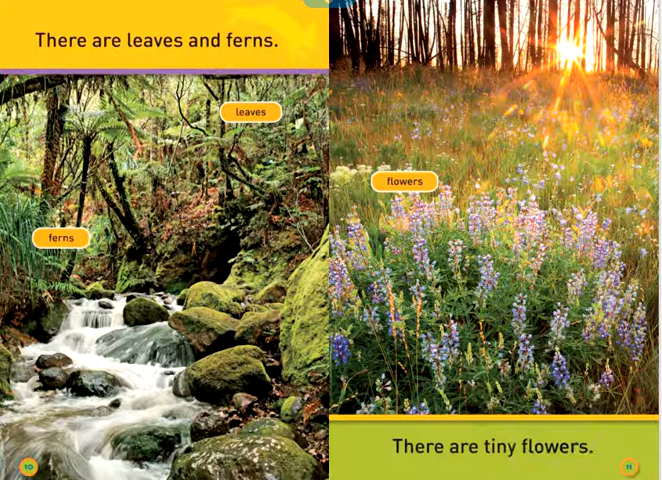 There are leaves and ferns.
leaves
ferns
10
flowers
There are tiny flowers.
11